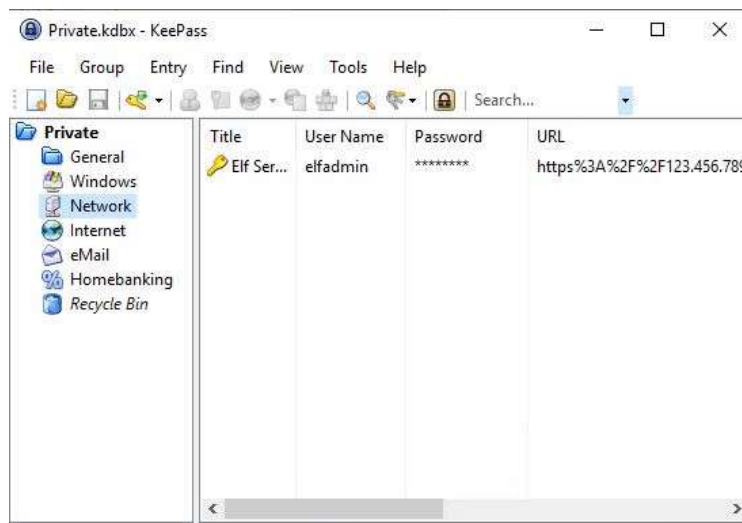 Private.kdbx - KeePass
File Group Entry Find View Tools Help
Search...
Private
General
Windows
Network
Internet
eMail
Homebanking
Recycle Bin
Title User Name Password URL
Elf Ser... elfadmin ******** https%3A%2F%2F123.456.789